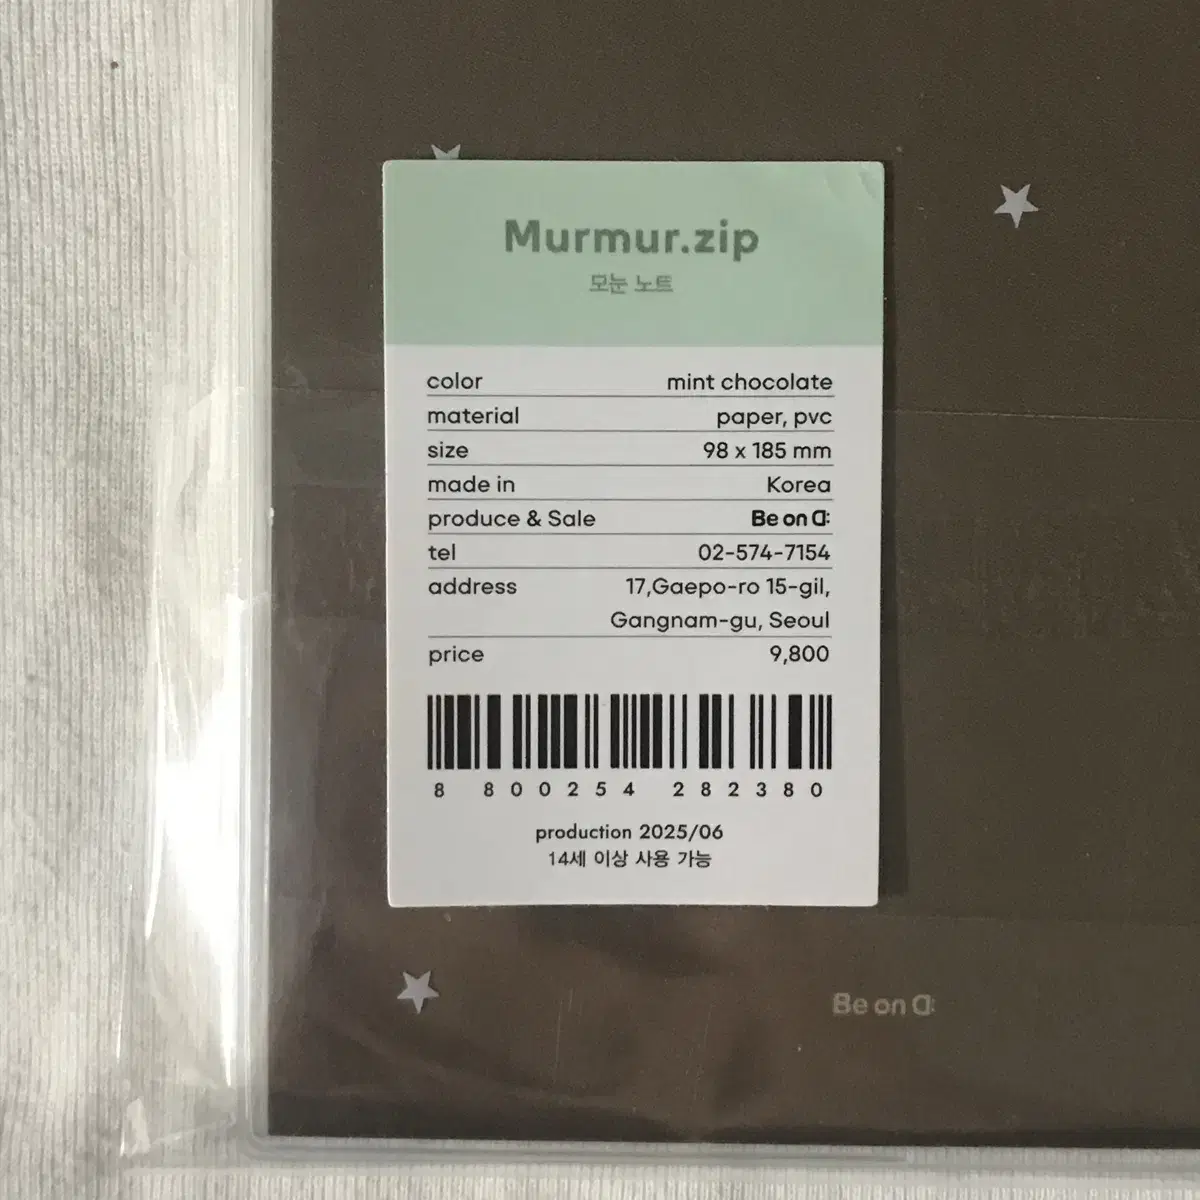 Murmur.zip
모눈 노트
color mint chocolate
material paper, pvc
size 98 x 185 mm
made in Korea
produce & Sale Be on D:
tel 02-574-7154
address 17,Gaepo-ro 15-gil,
Gangnam-gu, Seoul
price 9,800
8 800254 282380
production 2025/06
14세 이상 사용 가능
Be on D: